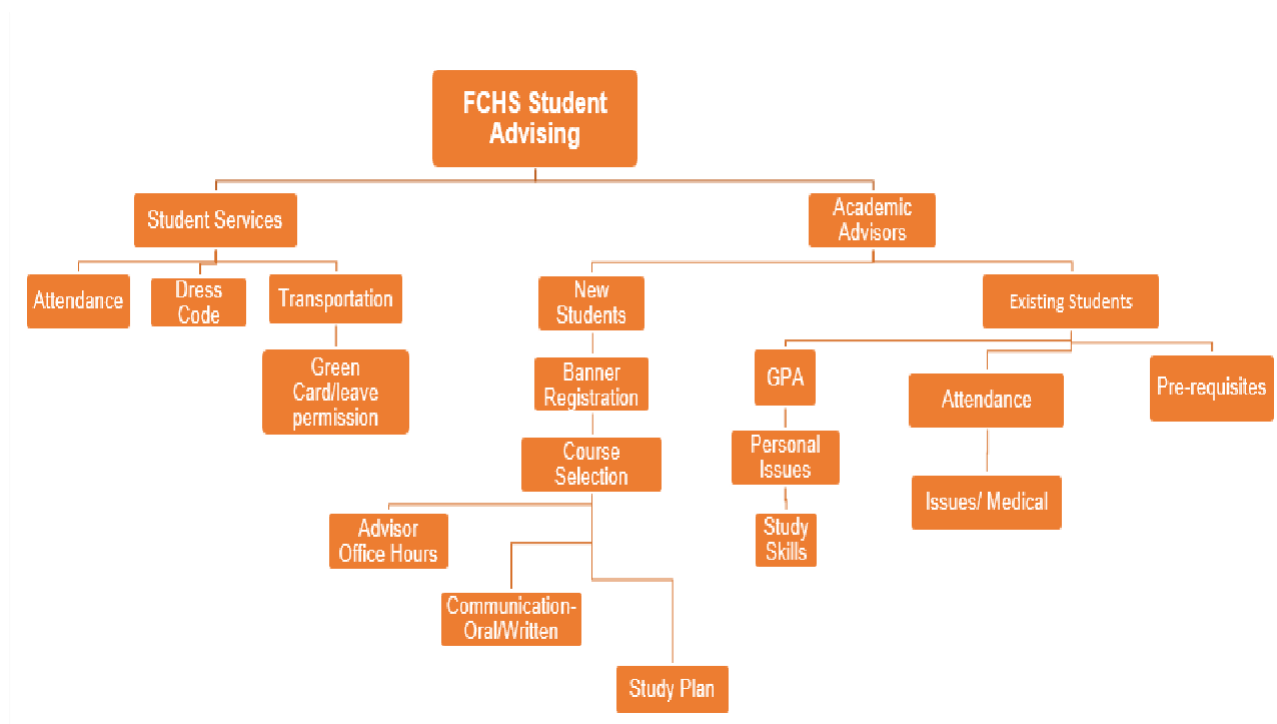 FCHS Student
Advising
Student Services
Academic
Advisors
Attendance
Dress
Code
Transportation
New
Students
Existing Students
Green
Card/leave
permission
Banner
Registration
GPA
Attendance
Pre-requisites
Course
Selection
Personal
Issues
Issues/ Medical
Advisor
Office Hours
Study
Skills
Communication-
Oral/Written
Study Plan